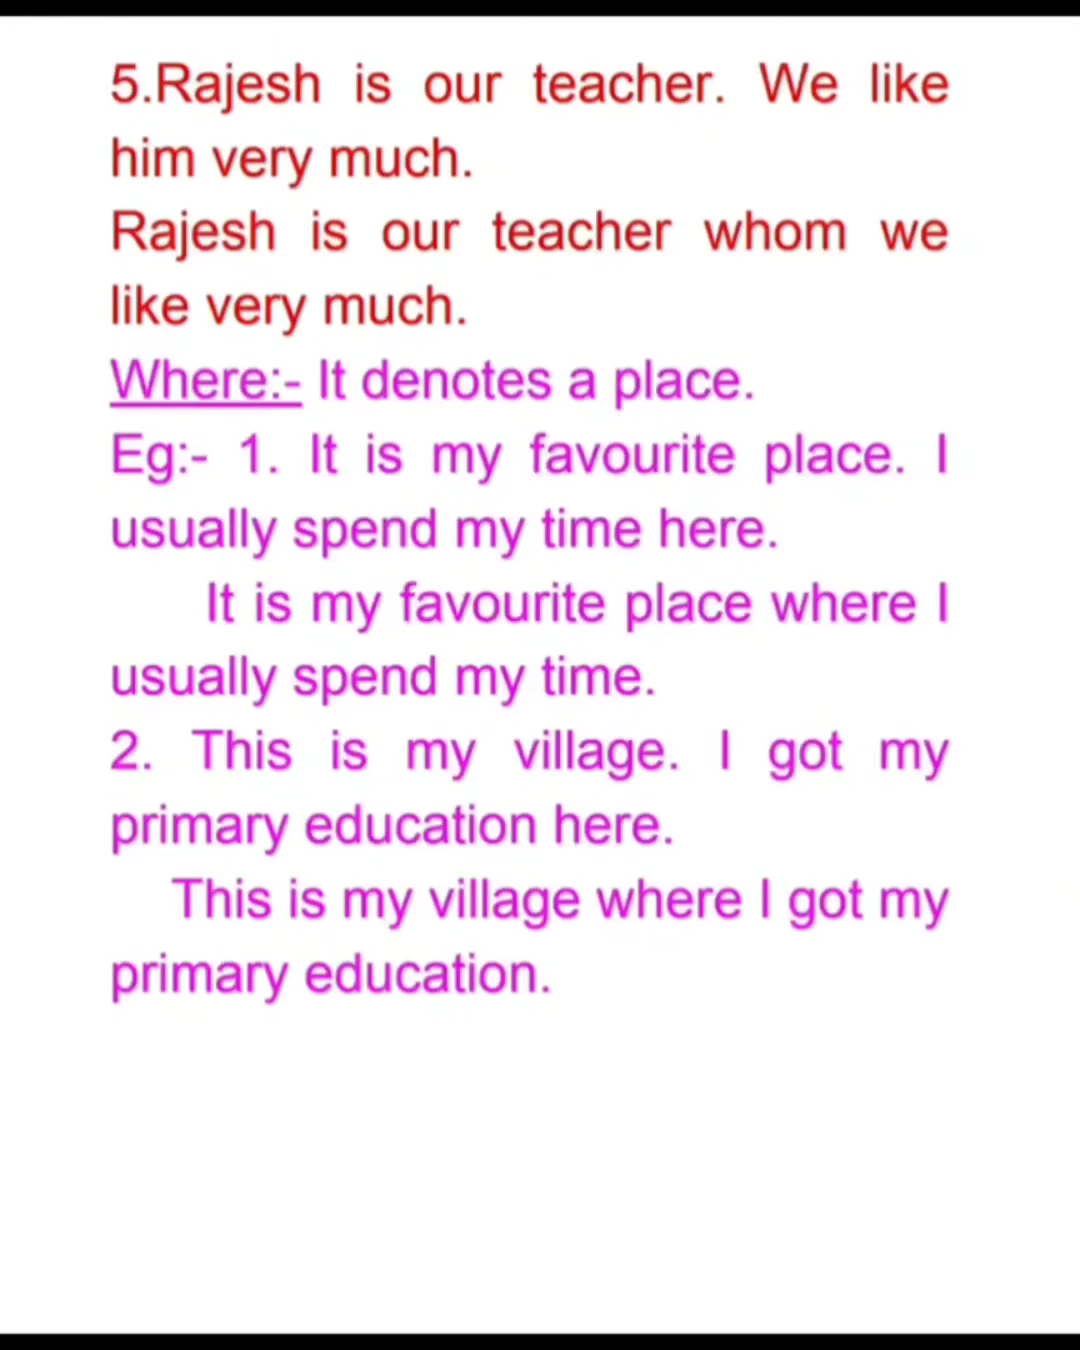 5.Rajesh is our teacher. We like
him very much.
Rajesh is our teacher whom we
like very much.
Where:- It denotes a place.
Eg:- 1. It is my favourite place. I
usually spend my time here.
It is my favourite place where I
usually spend my time.
2. This is my village. I got my
primary education here.
This is my village where I got my
primary education.